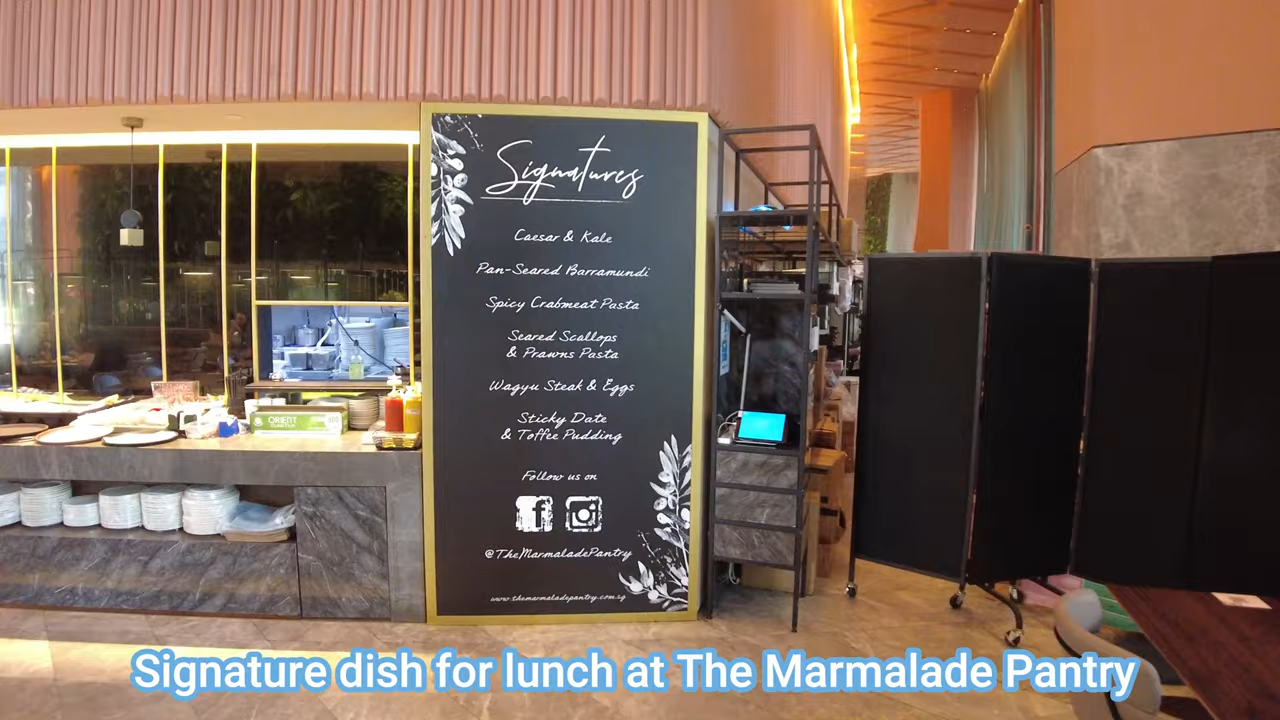 Signatures
Caesar & Kale
Pan-Seared Barramundi
Spicy Crabmeat Pasta
Seared Scallops
& Prawns Pasta
Wagyu Steak & Eggs
Sticky Date
& Toffee Pudding
Follow us on
@TheMarmaladePantry
www.themarmaladepantry.com.sg
ORIENT
Signature dish for lunch at The Marmalade Pantry